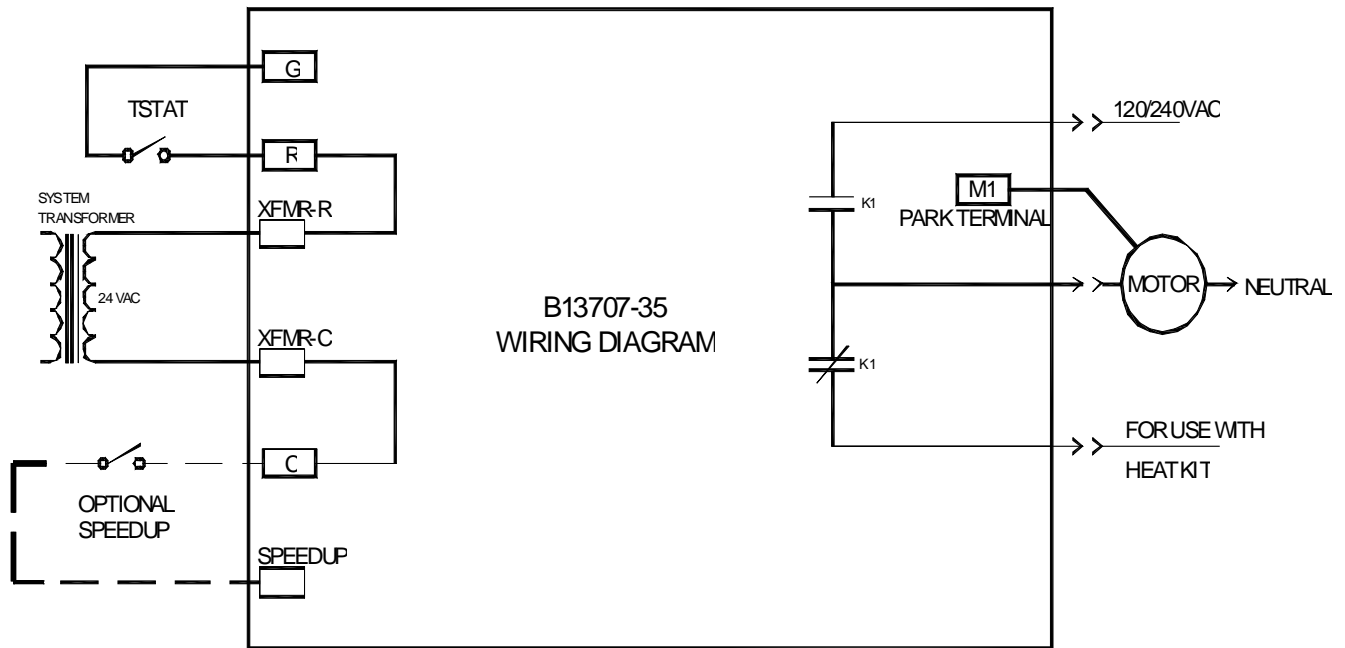 G
TSTAT
R
SYSTEM
TRANSFORMER
XFMR-R
24 VAC
XFMR-C
C
OPTIONAL
SPEEDUP
SPEEDUP
B13707-35
WIRING DIAGRAM
120/240VAC
K1
M1
PARK TERMINAL
MOTOR
NEUTRAL
K1
FOR USE WITH
HEAT KIT